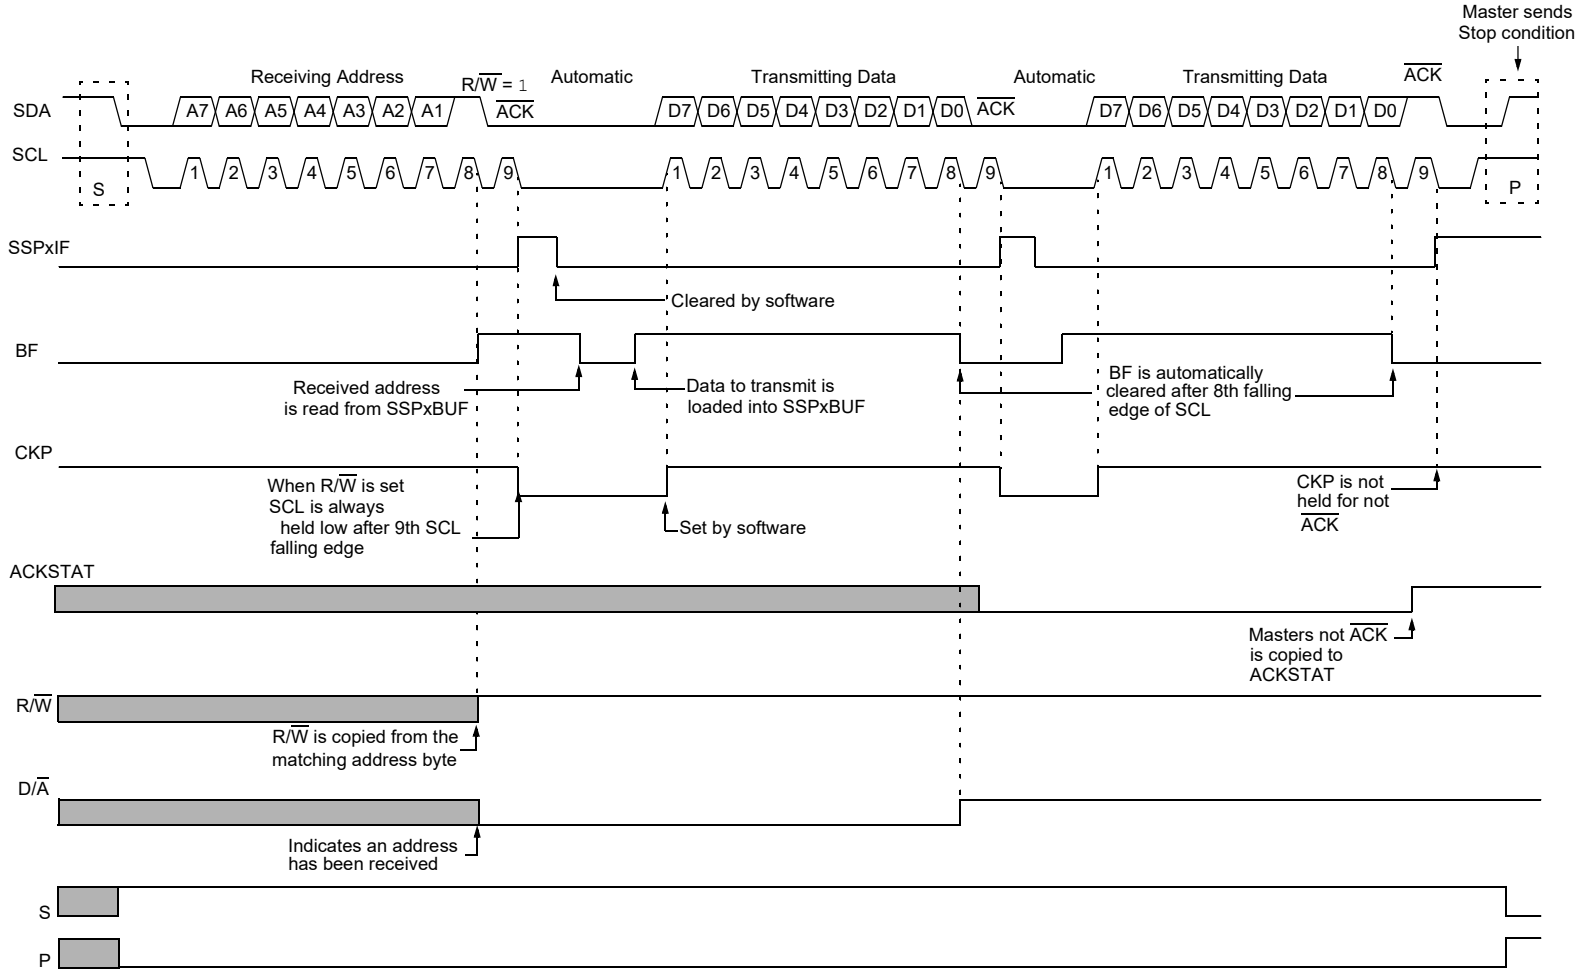 Master sends
Stop condition
Receiving Address R/W̅ = 1 Automatic Transmitting Data Automatic Transmitting Data A̅C̅K̅
SDA A7 A6 A5 A4 A3 A2 A1 A̅C̅K̅ D7 D6 D5 D4 D3 D2 D1 D0 A̅C̅K̅ D7 D6 D5 D4 D3 D2 D1 D0
SCL
S 1 2 3 4 5 6 7 8 9 1 2 3 4 5 6 7 8 9 1 2 3 4 5 6 7 8 9 P
SSPxIF
Cleared by software
BF
Received address
is read from SSPxBUF
Data to transmit is
loaded into SSPxBUF
BF is automatically
cleared after 8th falling
edge of SCL
CKP
When R/W̅ is set
SCL is always
held low after 9th SCL
falling edge
Set by software
CKP is not
held for not
A̅C̅K̅
ACKSTAT
Masters not A̅C̅K̅
is copied to
ACKSTAT
R/W̅
R/W̅ is copied from the
matching address byte
D/A̅
Indicates an address
has been received
S
P